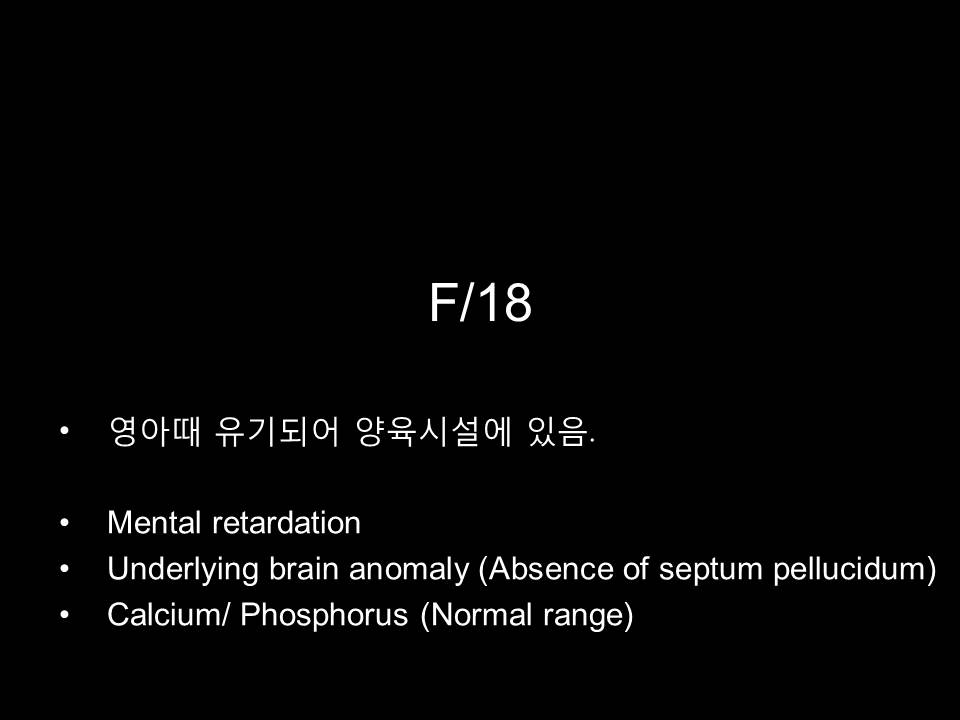 F/18
• 영아때 유기되어 양육시설에 있음.
• Mental retardation
• Underlying brain anomaly (Absence of septum pellucidum)
• Calcium/ Phosphorus (Normal range)